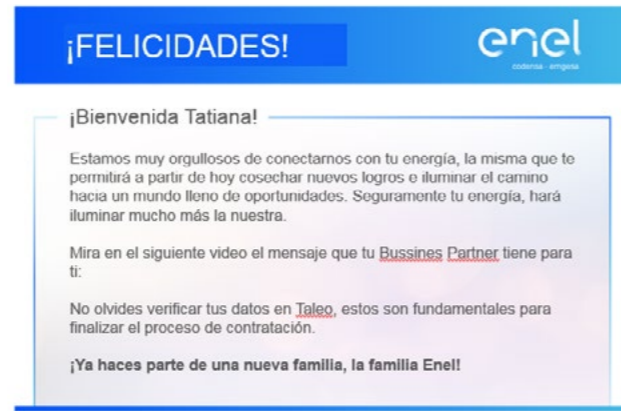 ¡FELICIDADES!
enel
codensa - emgesa
¡Bienvenida Tatiana!
Estamos muy orgullosos de conectarnos con tu energía, la misma que te
permitirá a partir de hoy cosechar nuevos logros e iluminar el camino
hacia un mundo lleno de oportunidades. Seguramente tu energía, hará
iluminar mucho más la nuestra.
Mira en el siguiente video el mensaje que tu Bussines Partner tiene para
ti:
No olvides verificar tus datos en Taleo, estos son fundamentales para
finalizar el proceso de contratación.
¡Ya haces parte de una nueva familia, la familia Enel!